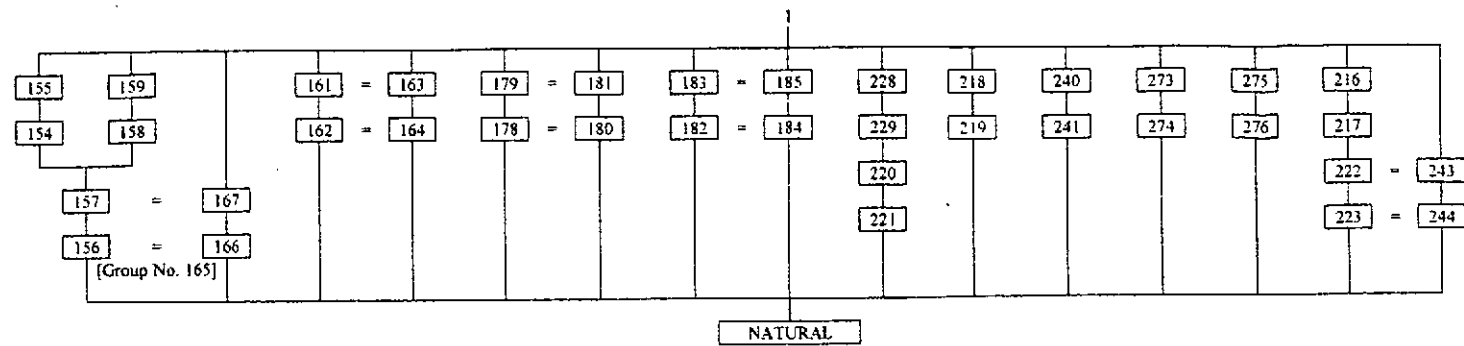 1
155 159 161 = 163 179 = 181 183 = 185 228 218 240 273 275 216
154 158 162 = 164 178 = 180 182 = 184 229 219 241 274 276 217
220 222 = 243
157 = 167
221 223 = 244
156 = 166
[Group No. 165]
NATURAL